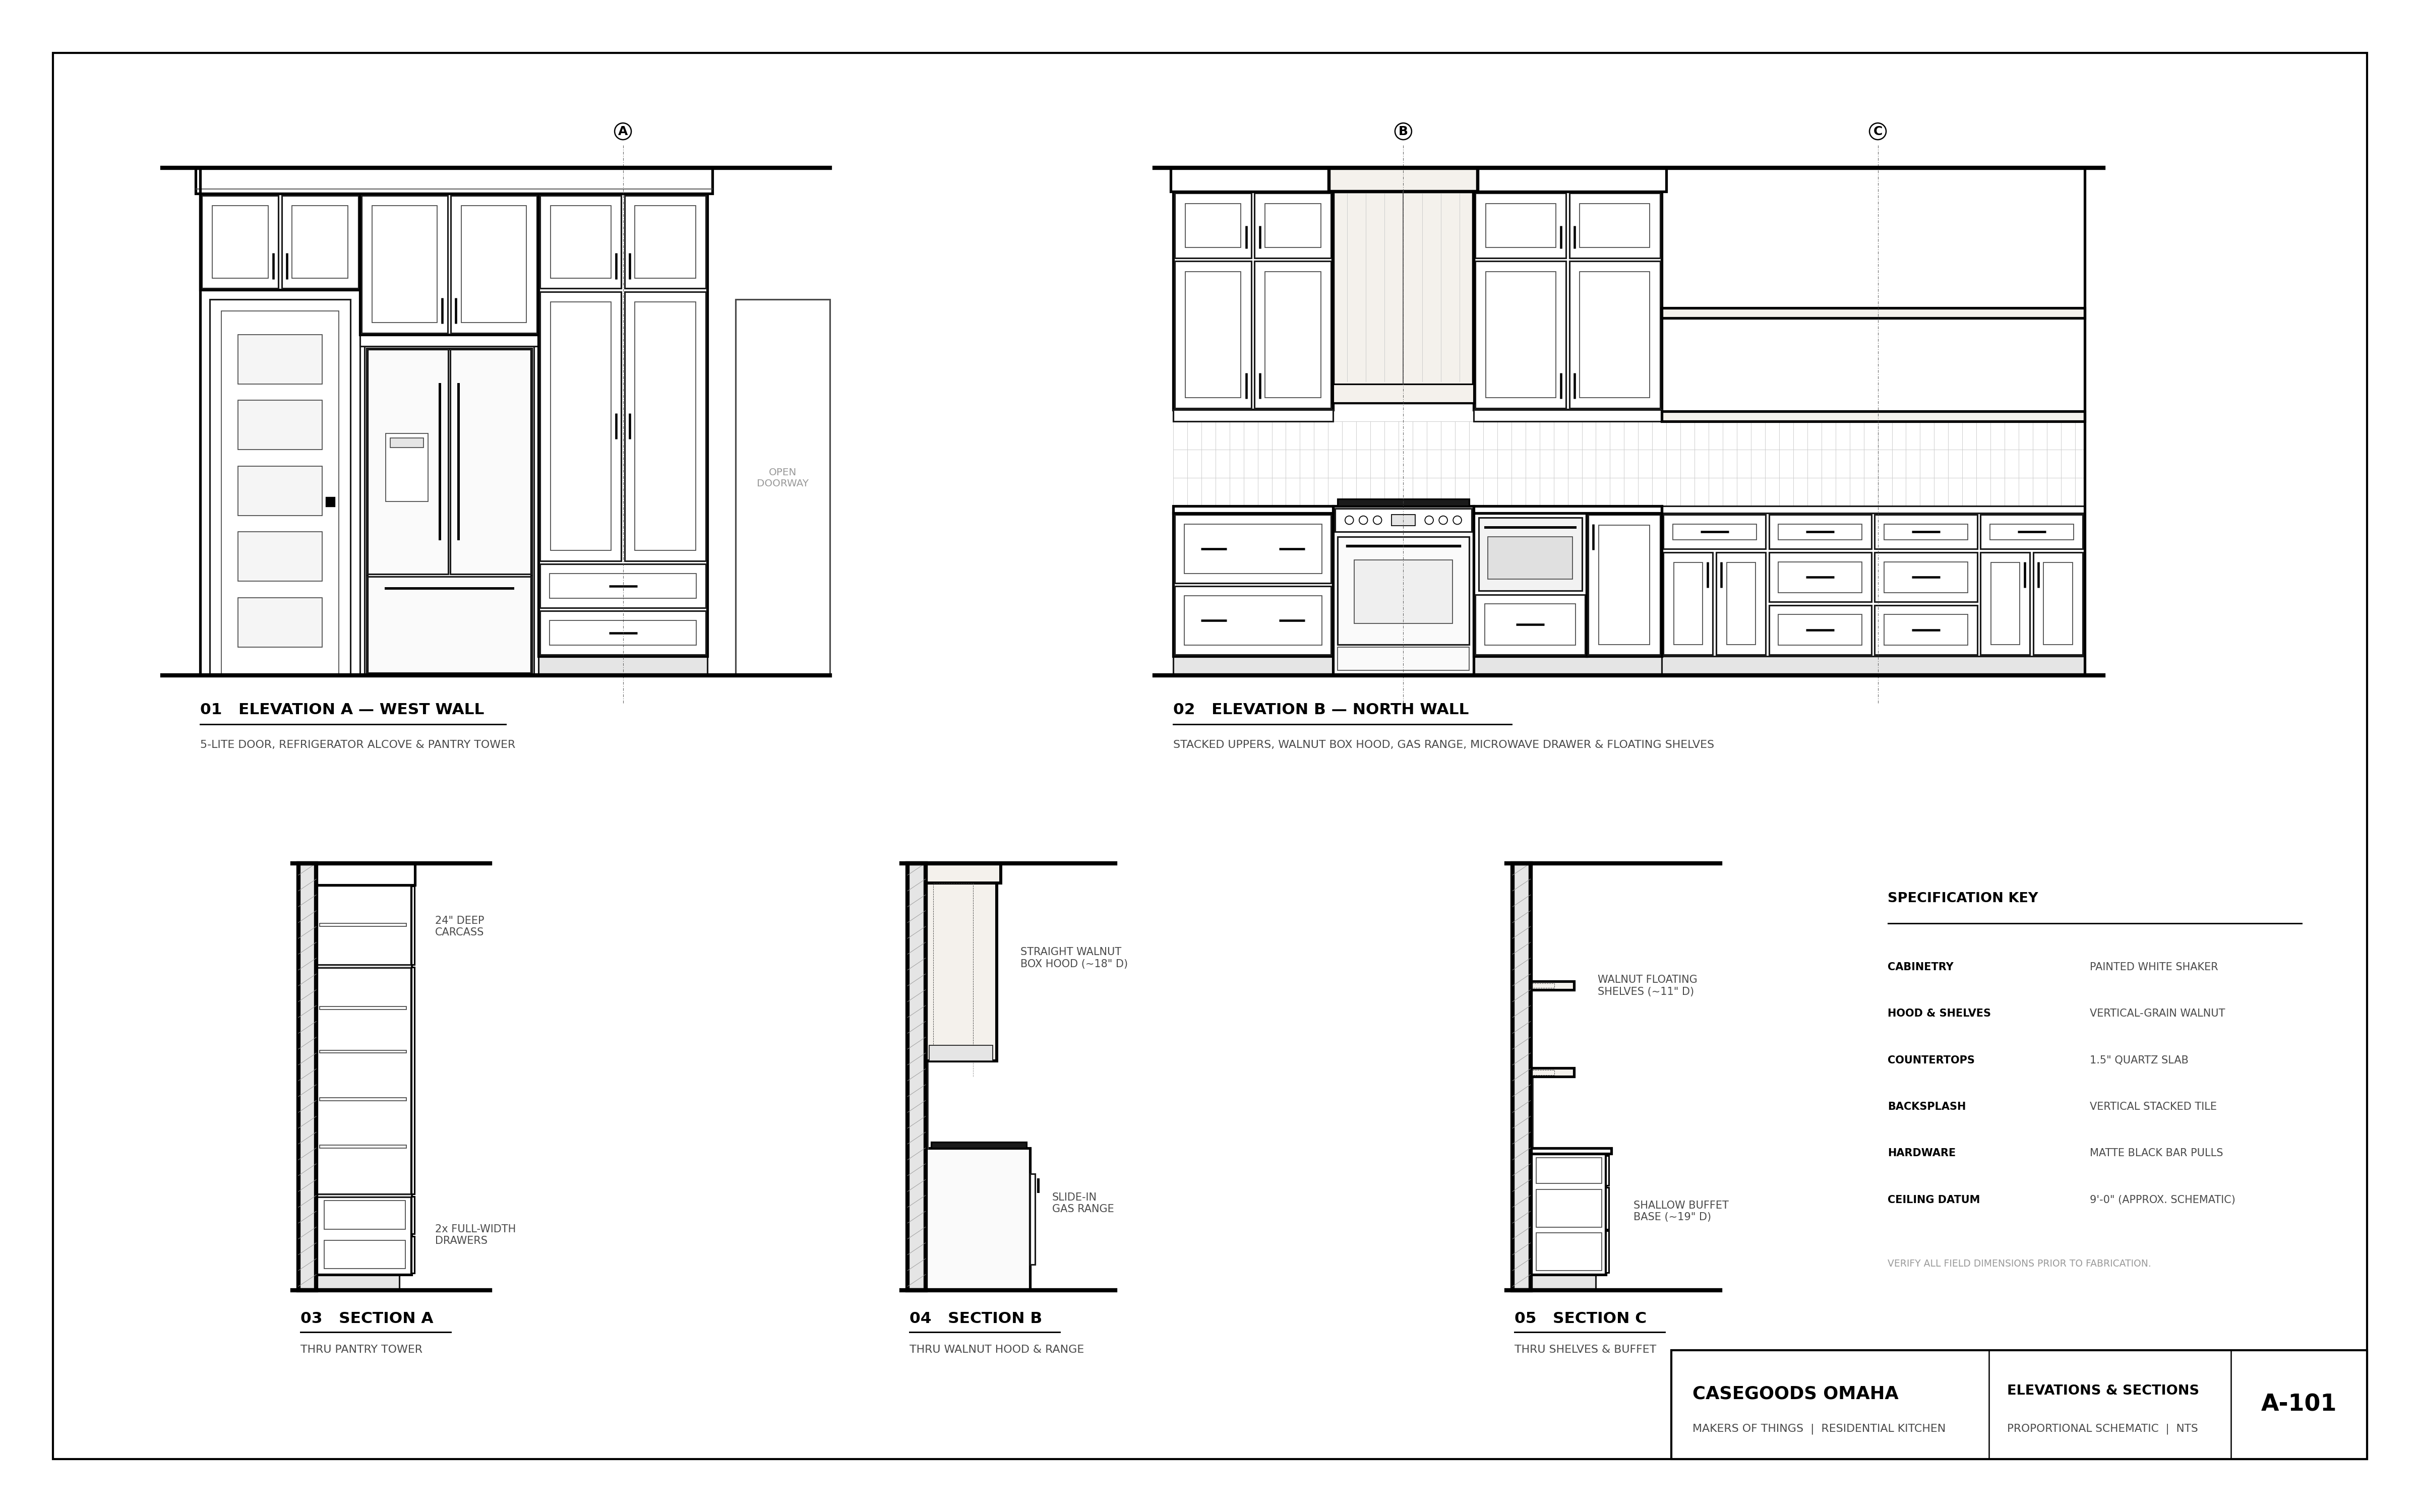 A
B
C
OPEN
DOORWAY
01 ELEVATION A — WEST WALL
5-LITE DOOR, REFRIGERATOR ALCOVE & PANTRY TOWER
02 ELEVATION B — NORTH WALL
STACKED UPPERS, WALNUT BOX HOOD, GAS RANGE, MICROWAVE DRAWER & FLOATING SHELVES
24" DEEP
CARCASS
2x FULL-WIDTH
DRAWERS
03 SECTION A
THRU PANTRY TOWER
STRAIGHT WALNUT
BOX HOOD (~18" D)
SLIDE-IN
GAS RANGE
04 SECTION B
THRU WALNUT HOOD & RANGE
WALNUT FLOATING
SHELVES (~11" D)
SHALLOW BUFFET
BASE (~19" D)
05 SECTION C
THRU SHELVES & BUFFET
SPECIFICATION KEY
CABINETRY PAINTED WHITE SHAKER
HOOD & SHELVES VERTICAL-GRAIN WALNUT
COUNTERTOPS 1.5" QUARTZ SLAB
BACKSPLASH VERTICAL STACKED TILE
HARDWARE MATTE BLACK BAR PULLS
CEILING DATUM 9'-0" (APPROX. SCHEMATIC)
VERIFY ALL FIELD DIMENSIONS PRIOR TO FABRICATION.
CASEGOODS OMAHA
MAKERS OF THINGS | RESIDENTIAL KITCHEN
ELEVATIONS & SECTIONS
PROPORTIONAL SCHEMATIC | NTS
A-101